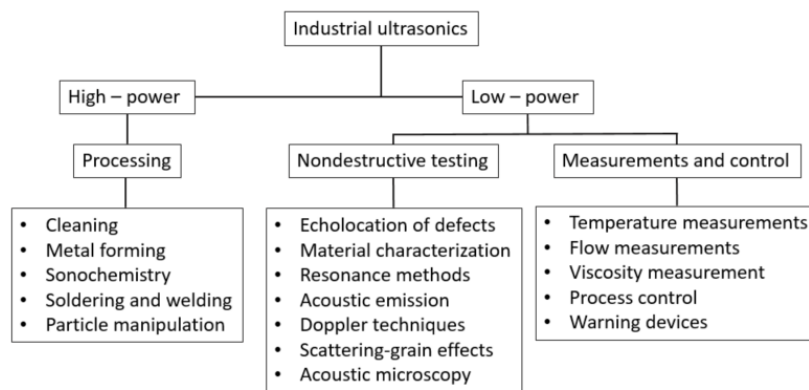 Industrial ultrasonics
High – power
Low – power
Processing
Nondestructive testing
Measurements and control
• Cleaning
• Metal forming
• Sonochemistry
• Soldering and welding
• Particle manipulation
• Echolocation of defects
• Material characterization
• Resonance methods
• Acoustic emission
• Doppler techniques
• Scattering-grain effects
• Acoustic microscopy
• Temperature measurements
• Flow measurements
• Viscosity measurement
• Process control
• Warning devices